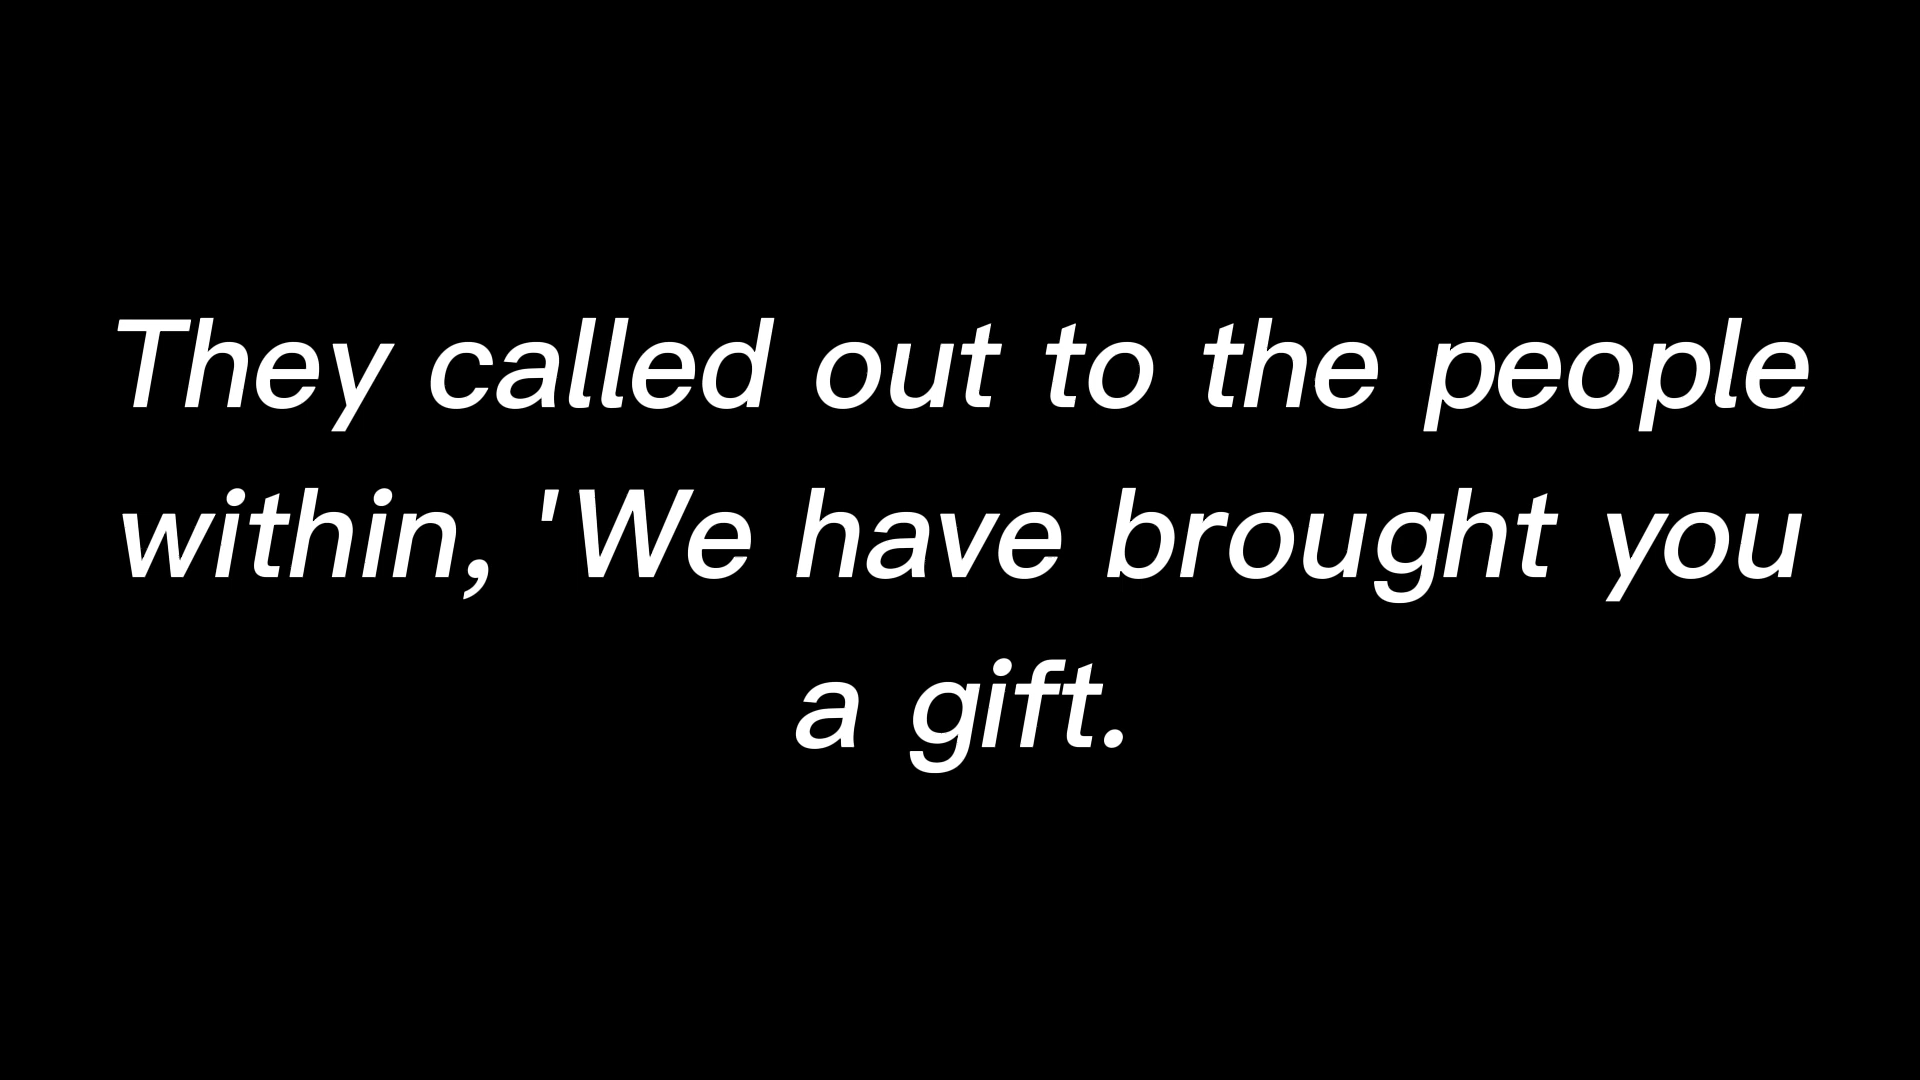 They called out to the people
within, 'We have brought you
a gift.